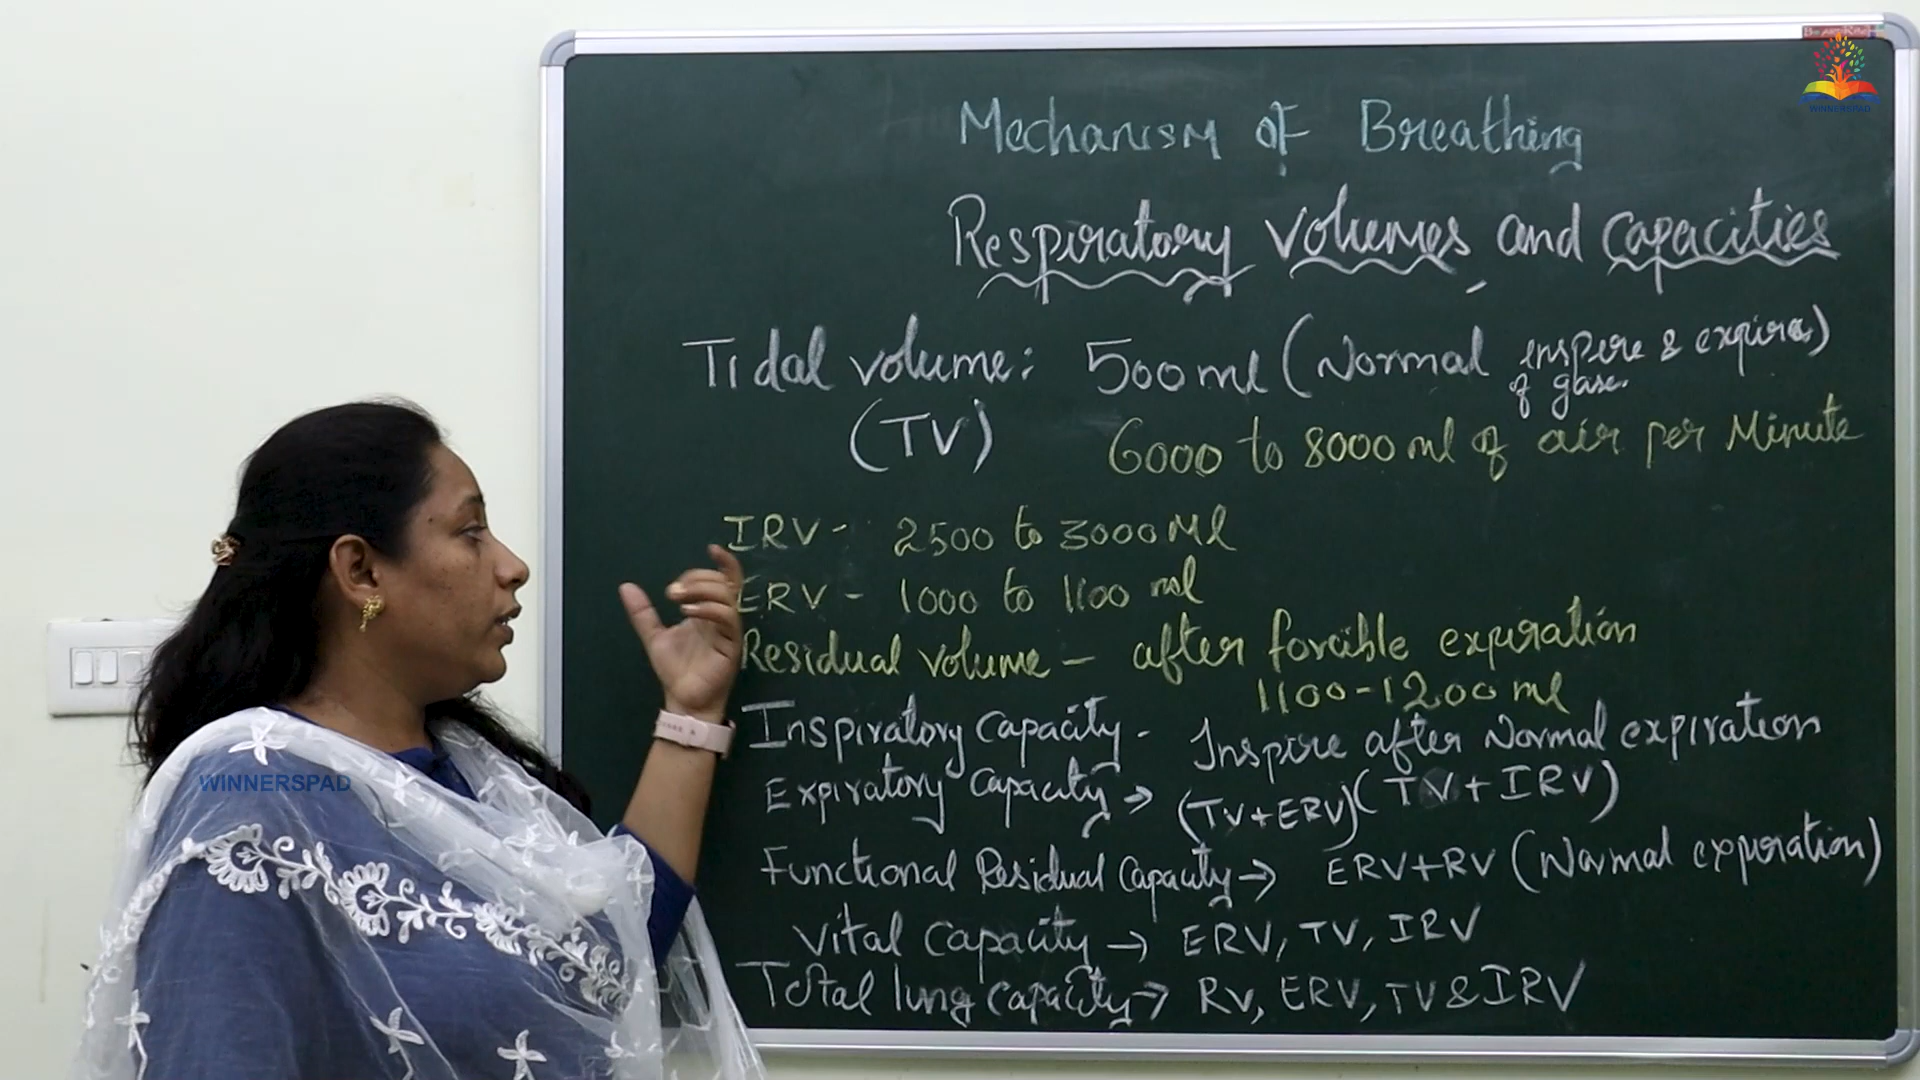 Mechanism of Breathing
Respiratory volumes and capacities
Tidal volume: 500ml (Normal inspire & expire)
of gase.
(TV) 6000 to 8000 ml of air per Minute
IRV - 2500 to 3000 Ml
ERV - 1000 to 1100 ml
Residual volume - after forcible expiration
1100-1200 ml
Inspiratory capacity - Inspire after Normal expiration
Expiratory capacity → (TV+ERV) (TV+IRV)
Functional Residual capacity → ERV+RV (Normal expiration)
Vital capacity → ERV, TV, IRV
Total lung capacity → RV, ERV, TV & IRV
WINNERSPAD
WINNERSPAD